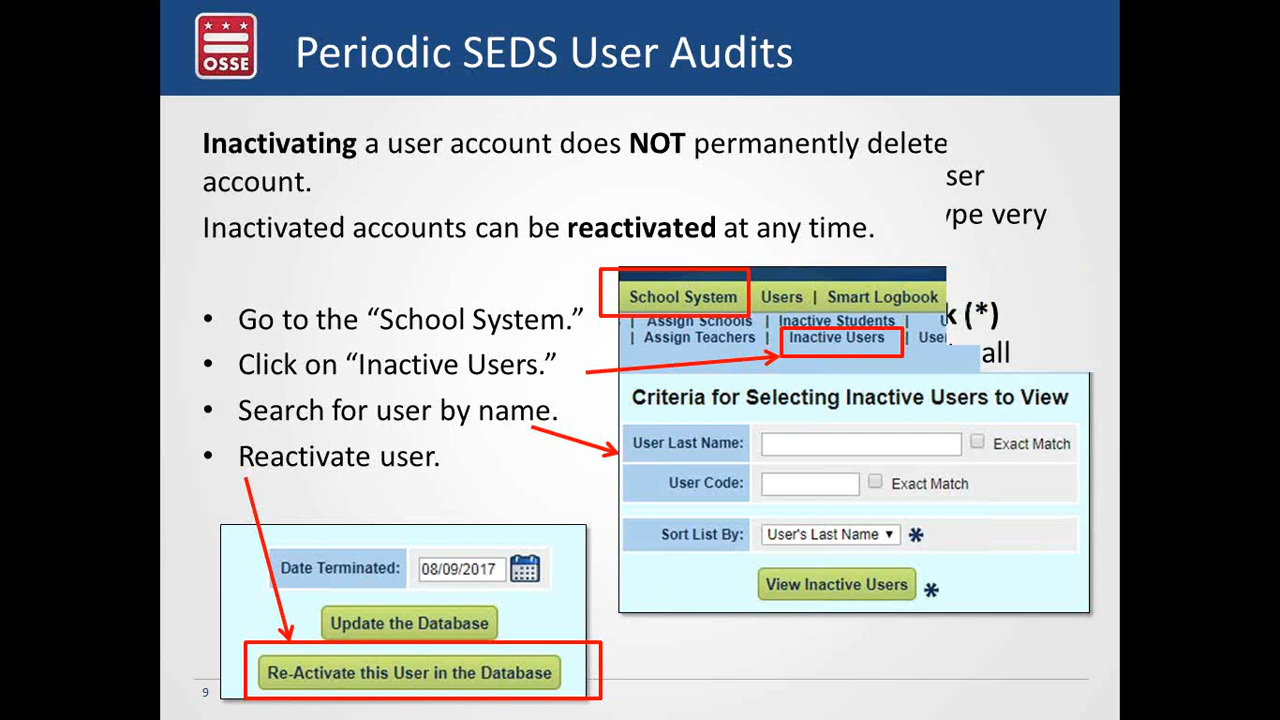 OSSE
Periodic SEDS User Audits
Inactivating a user account does NOT permanently delete
account.
Inactivated accounts can be reactivated at any time.
ser
ype very
k (*)
all
• Go to the “School System.”
• Click on “Inactive Users.”
• Search for user by name.
• Reactivate user.
School System Users | Smart Logbook
| Assign Schools | Inactive Students | U
| Assign Teachers | Inactive Users | User
Criteria for Selecting Inactive Users to View
User Last Name: Exact Match
User Code: Exact Match
Sort List By: User's Last Name ▼ *
View Inactive Users *
Date Terminated: 08/09/2017
Update the Database
Re-Activate this User in the Database
9